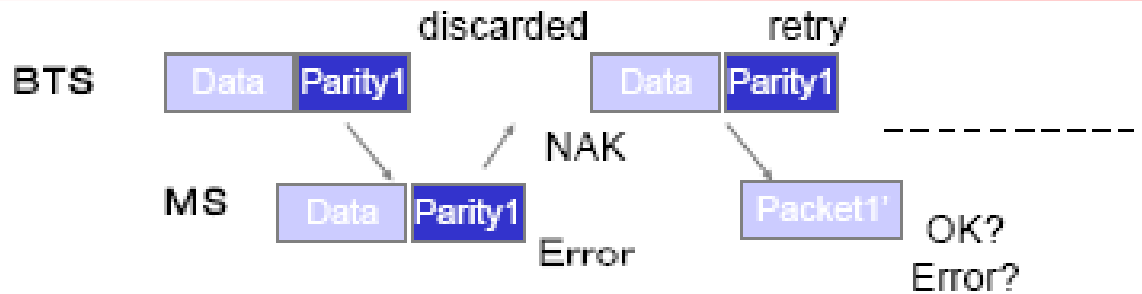 discarded retry
BTS Data Parity1 Data Parity1
NAK
MS Data Parity1 Packet1'
Error OK?
Error?